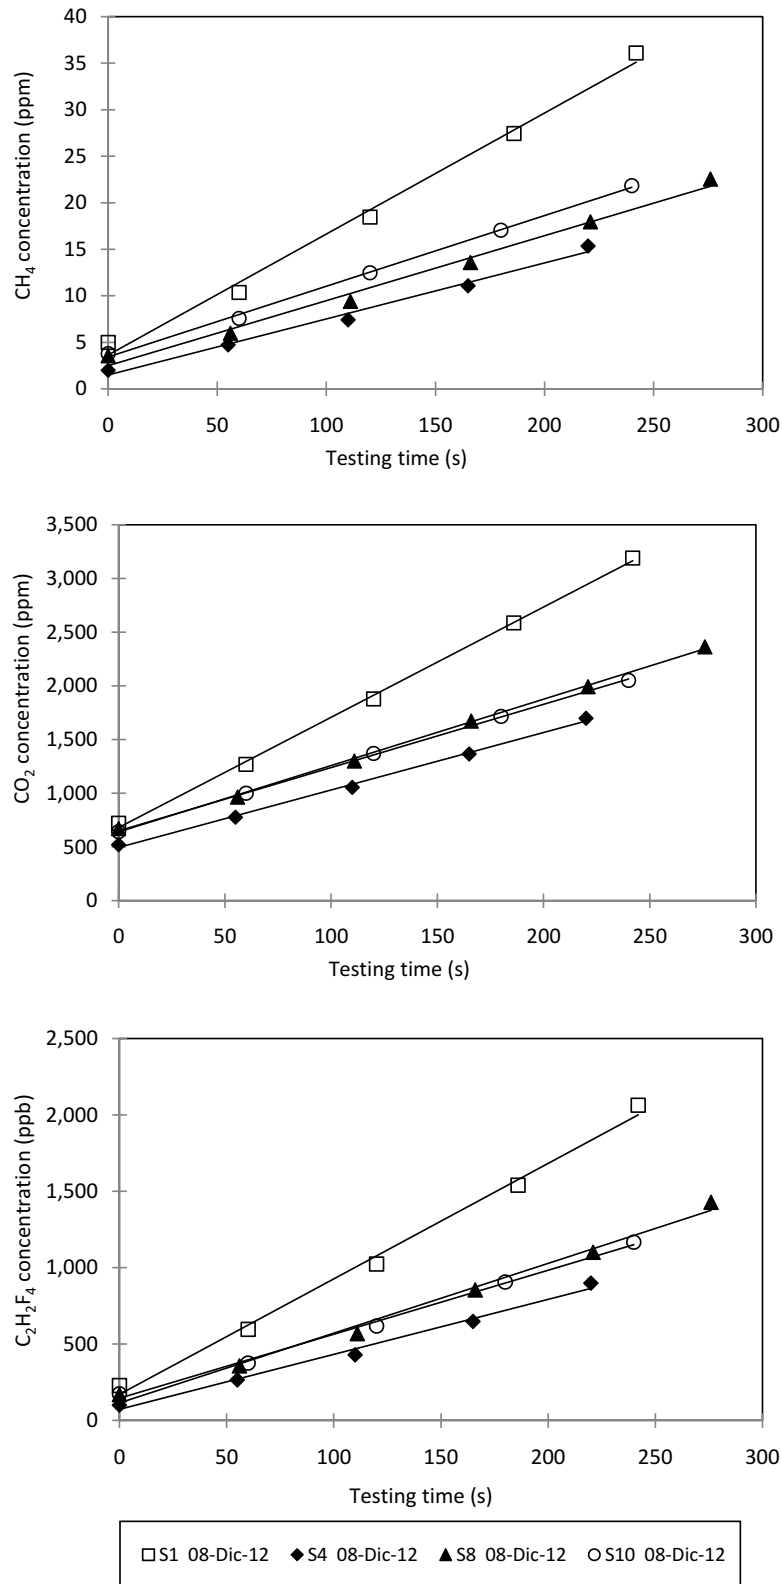 40
35
30
25
20
15
10
5
0
CH₄ concentration (ppm)
0 50 100 150 200 250 300
Testing time (s)
3,500
3,000
2,500
2,000
1,500
1,000
500
0
CO₂ concentration (ppm)
0 50 100 150 200 250 300
Testing time (s)
2,500
2,000
1,500
1,000
500
0
C₂H₂F₄ concentration (ppb)
0 50 100 150 200 250 300
Testing time (s)
S1 08-Dic-12 S4 08-Dic-12 S8 08-Dic-12 S10 08-Dic-12